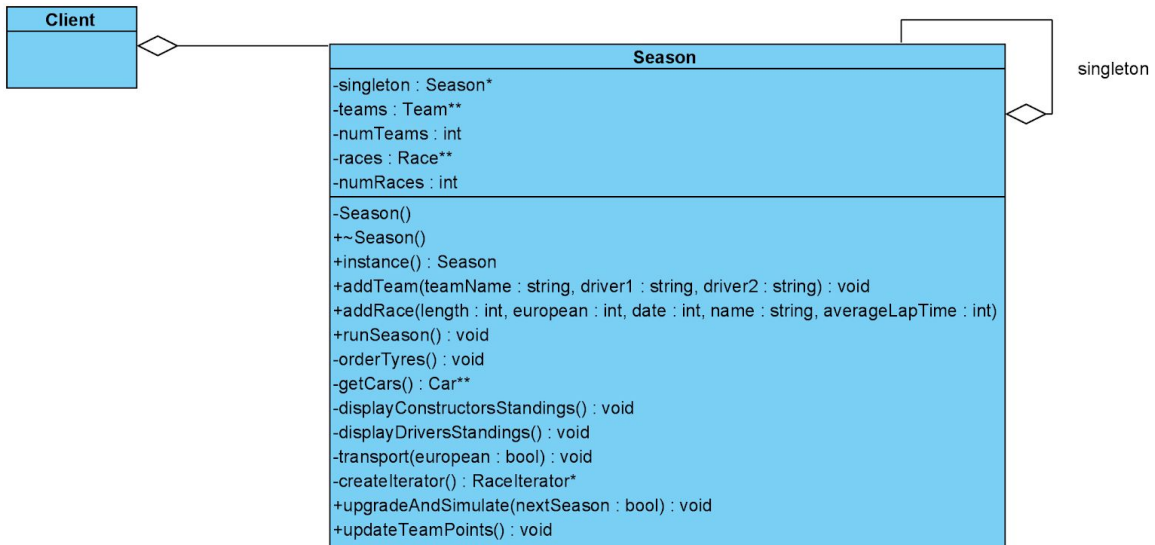 Client
Season
singleton
-singleton : Season*
-teams : Team**
-numTeams : int
-races : Race**
-numRaces : int
-Season()
+~Season()
+instance() : Season
+addTeam(teamName : string, driver1 : string, driver2 : string) : void
+addRace(length : int, european : int, date : int, name : string, averageLapTime : int)
+runSeason() : void
-orderTyres() : void
-getCars() : Car**
-displayConstructorsStandings() : void
-displayDriversStandings() : void
-transport(european : bool) : void
-createIterator() : RaceIterator*
+upgradeAndSimulate(nextSeason : bool) : void
+updateTeamPoints() : void